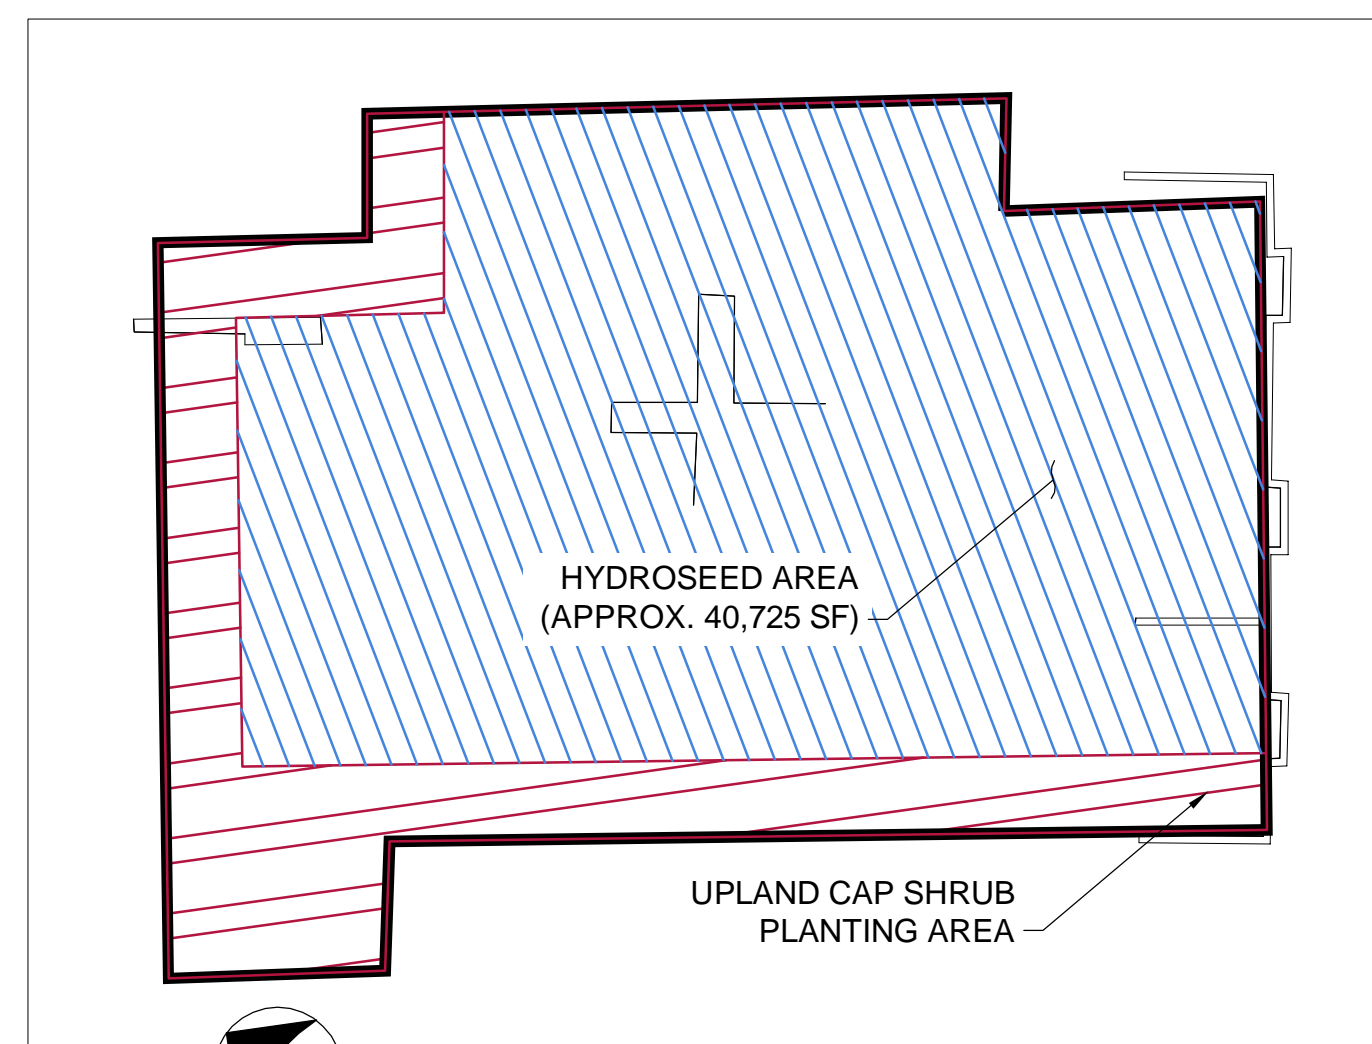 HYDROSEED AREA
(APPROX. 40,725 SF)
UPLAND CAP SHRUB
PLANTING AREA